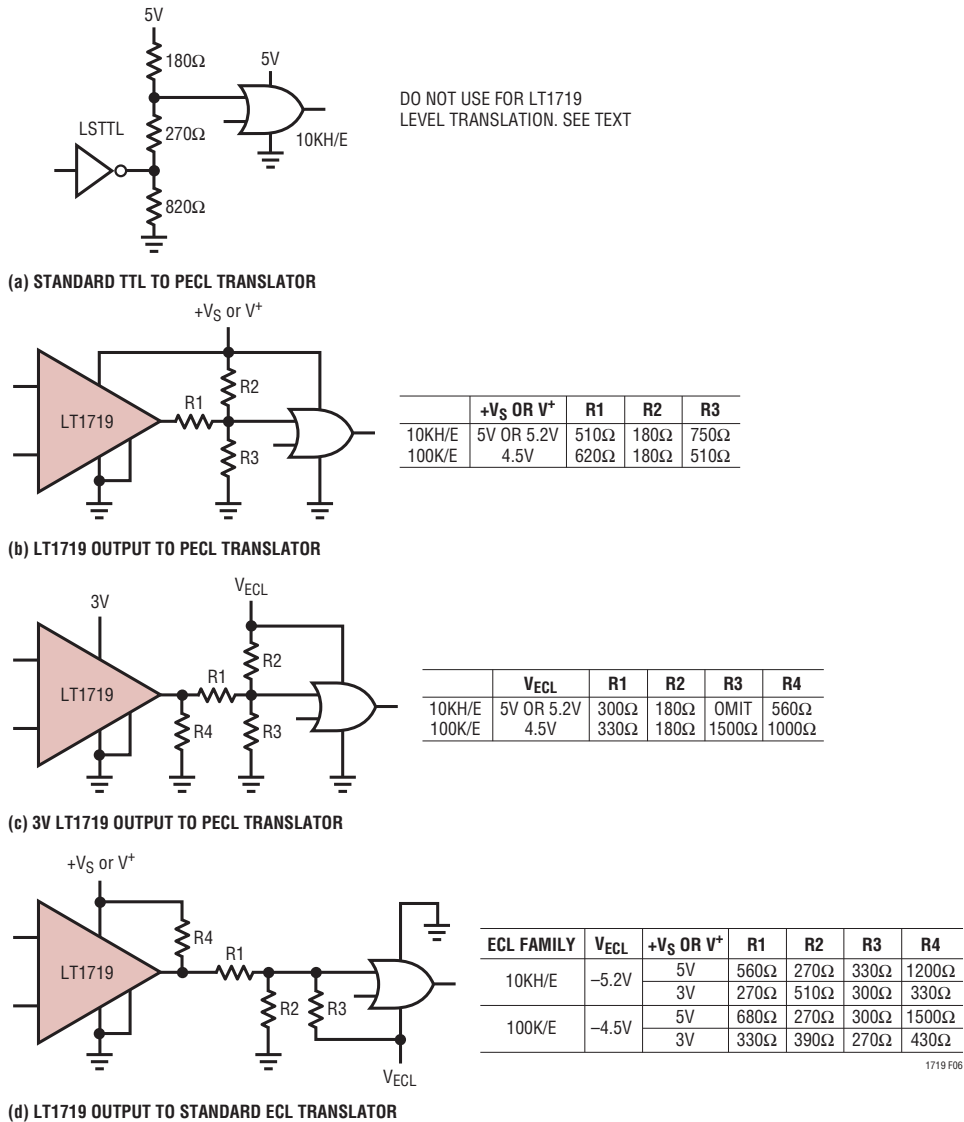 5V
180Ω
5V
DO NOT USE FOR LT1719
LEVEL TRANSLATION. SEE TEXT
LSTTL
270Ω
10KH/E
820Ω
(a) STANDARD TTL TO PECL TRANSLATOR
+VS or V+
R2
R1
LT1719
R3
+VS OR V+ R1 R2 R3
10KH/E 5V OR 5.2V 510Ω 180Ω 750Ω
100K/E 4.5V 620Ω 180Ω 510Ω
(b) LT1719 OUTPUT TO PECL TRANSLATOR
VECL
3V
R2
R1
LT1719
R4
R3
VECL R1 R2 R3 R4
10KH/E 5V OR 5.2V 300Ω 180Ω OMIT 560Ω
100K/E 4.5V 330Ω 180Ω 1500Ω 1000Ω
(c) 3V LT1719 OUTPUT TO PECL TRANSLATOR
+VS or V+
R4
R1
LT1719
R2
R3
VECL
ECL FAMILY VECL +VS OR V+ R1 R2 R3 R4
10KH/E –5.2V 5V 560Ω 270Ω 330Ω 1200Ω
3V 270Ω 510Ω 300Ω 330Ω
100K/E –4.5V 5V 680Ω 270Ω 300Ω 1500Ω
3V 330Ω 390Ω 270Ω 430Ω
1719 F06
(d) LT1719 OUTPUT TO STANDARD ECL TRANSLATOR